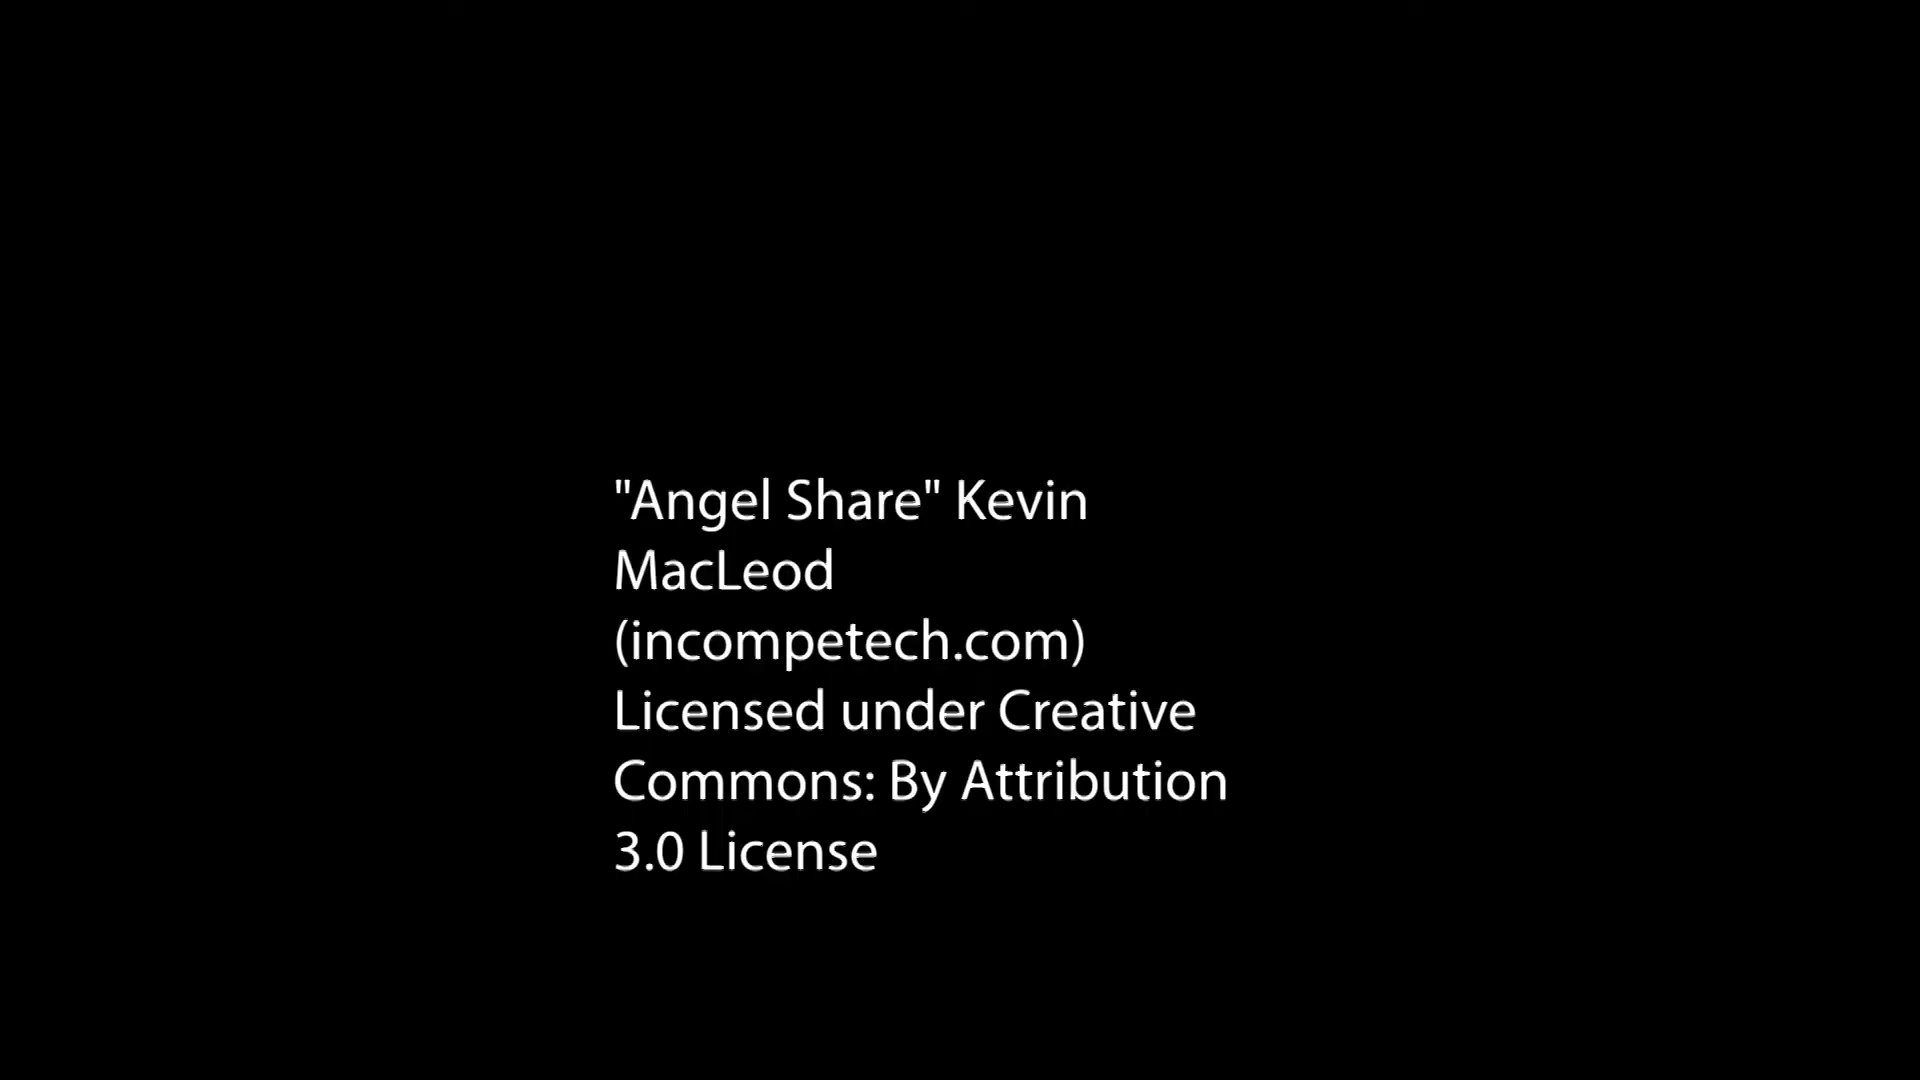 "Angel Share" Kevin
MacLeod
(incompetech.com)
Licensed under Creative
Commons: By Attribution
3.0 License